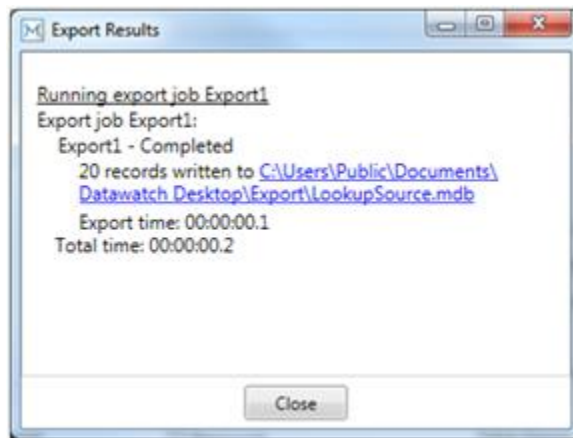 Export Results
Running export job Export1
Export job Export1:
Export1 - Completed
20 records written to C:\Users\Public\Documents\
Datawatch Desktop\Export\LookupSource.mdb
Export time: 00:00:00.1
Total time: 00:00:00.2
Close